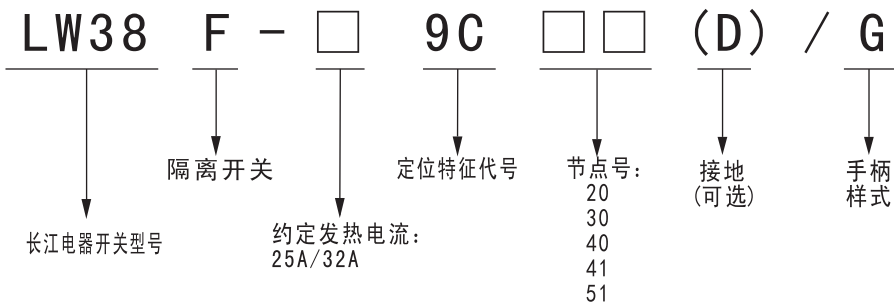 LW38 F-□ 9C□□(D)/G
隔离开关
定位特征代号
节点号:
20
30
40
41
51
接地
(可选)
手柄
样式
长江电器开关型号
约定发热电流:
25A/32A